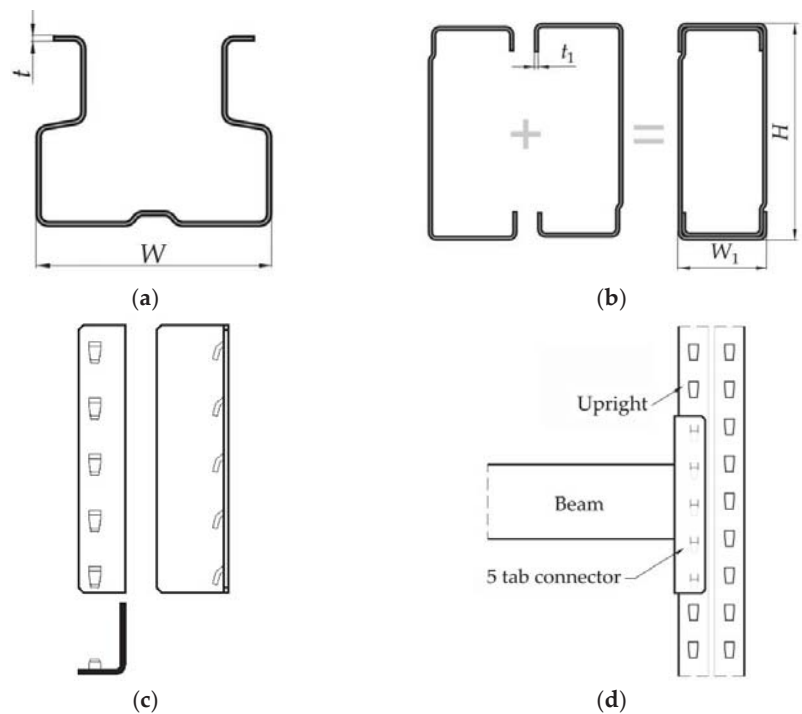 t
W
(a)
t1
+
=
H
W1
(b)
(c)
Upright
Beam
5 tab connector
(d)